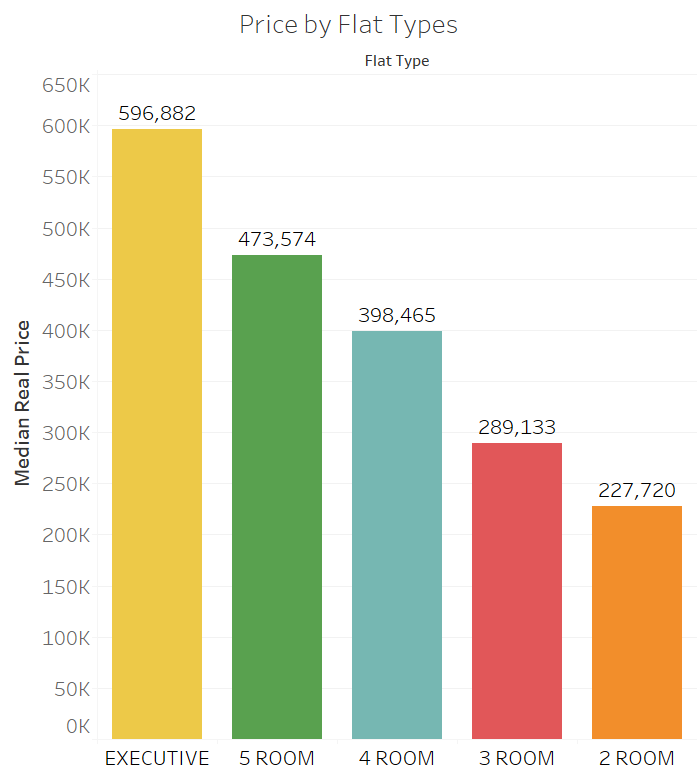 Price by Flat Types
Flat Type
650K
600K
550K
500K
450K
400K
350K
300K
250K
200K
150K
100K
50K
0K
Median Real Price
596,882
473,574
398,465
289,133
227,720
EXECUTIVE
5 ROOM
4 ROOM
3 ROOM
2 ROOM